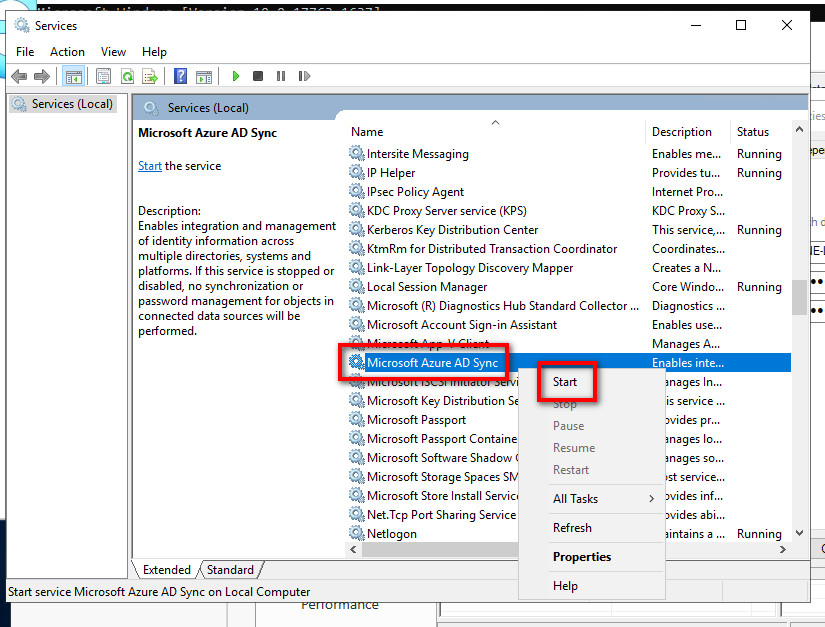 Microsoft Windows [Version 10.0.17763.1637]
Services
File Action View Help
Services (Local)
Services (Local)
Microsoft Azure AD Sync
Start the service
Description:
Enables integration and management
of identity information across
multiple directories, systems and
platforms. If this service is stopped or
disabled, no synchronization or
password management for objects in
connected data sources will be
performed.
Name Description Status
Intersite Messaging Enables me... Running
IP Helper Provides tu... Running
IPsec Policy Agent Internet Pro...
KDC Proxy Server service (KPS) KDC Proxy S...
Kerberos Key Distribution Center This service,... Running
KtmRm for Distributed Transaction Coordinator Coordinates...
Link-Layer Topology Discovery Mapper Creates a N...
Local Session Manager Core Windo... Running
Microsoft (R) Diagnostics Hub Standard Collector ... Diagnostics ...
Microsoft Account Sign-in Assistant Enables use...
Microsoft App-V Client Manages A...
Microsoft Azure AD Sync Enables inte...
Microsoft iSCSI Initiator Servi anages In...
Microsoft Key Distribution Se is service ...
Microsoft Passport ovides pr...
Microsoft Passport Containe anages lo...
Microsoft Software Shadow C anages so...
Microsoft Storage Spaces SM ost service...
Microsoft Store Install Service ovides inf...
Net.Tcp Port Sharing Service ovides abi...
Netlogon aintains a ... Running
Start
Stop
Pause
Resume
Restart
All Tasks
Refresh
Properties
Help
Extended Standard
Start service Microsoft Azure AD Sync on Local Computer
Performance